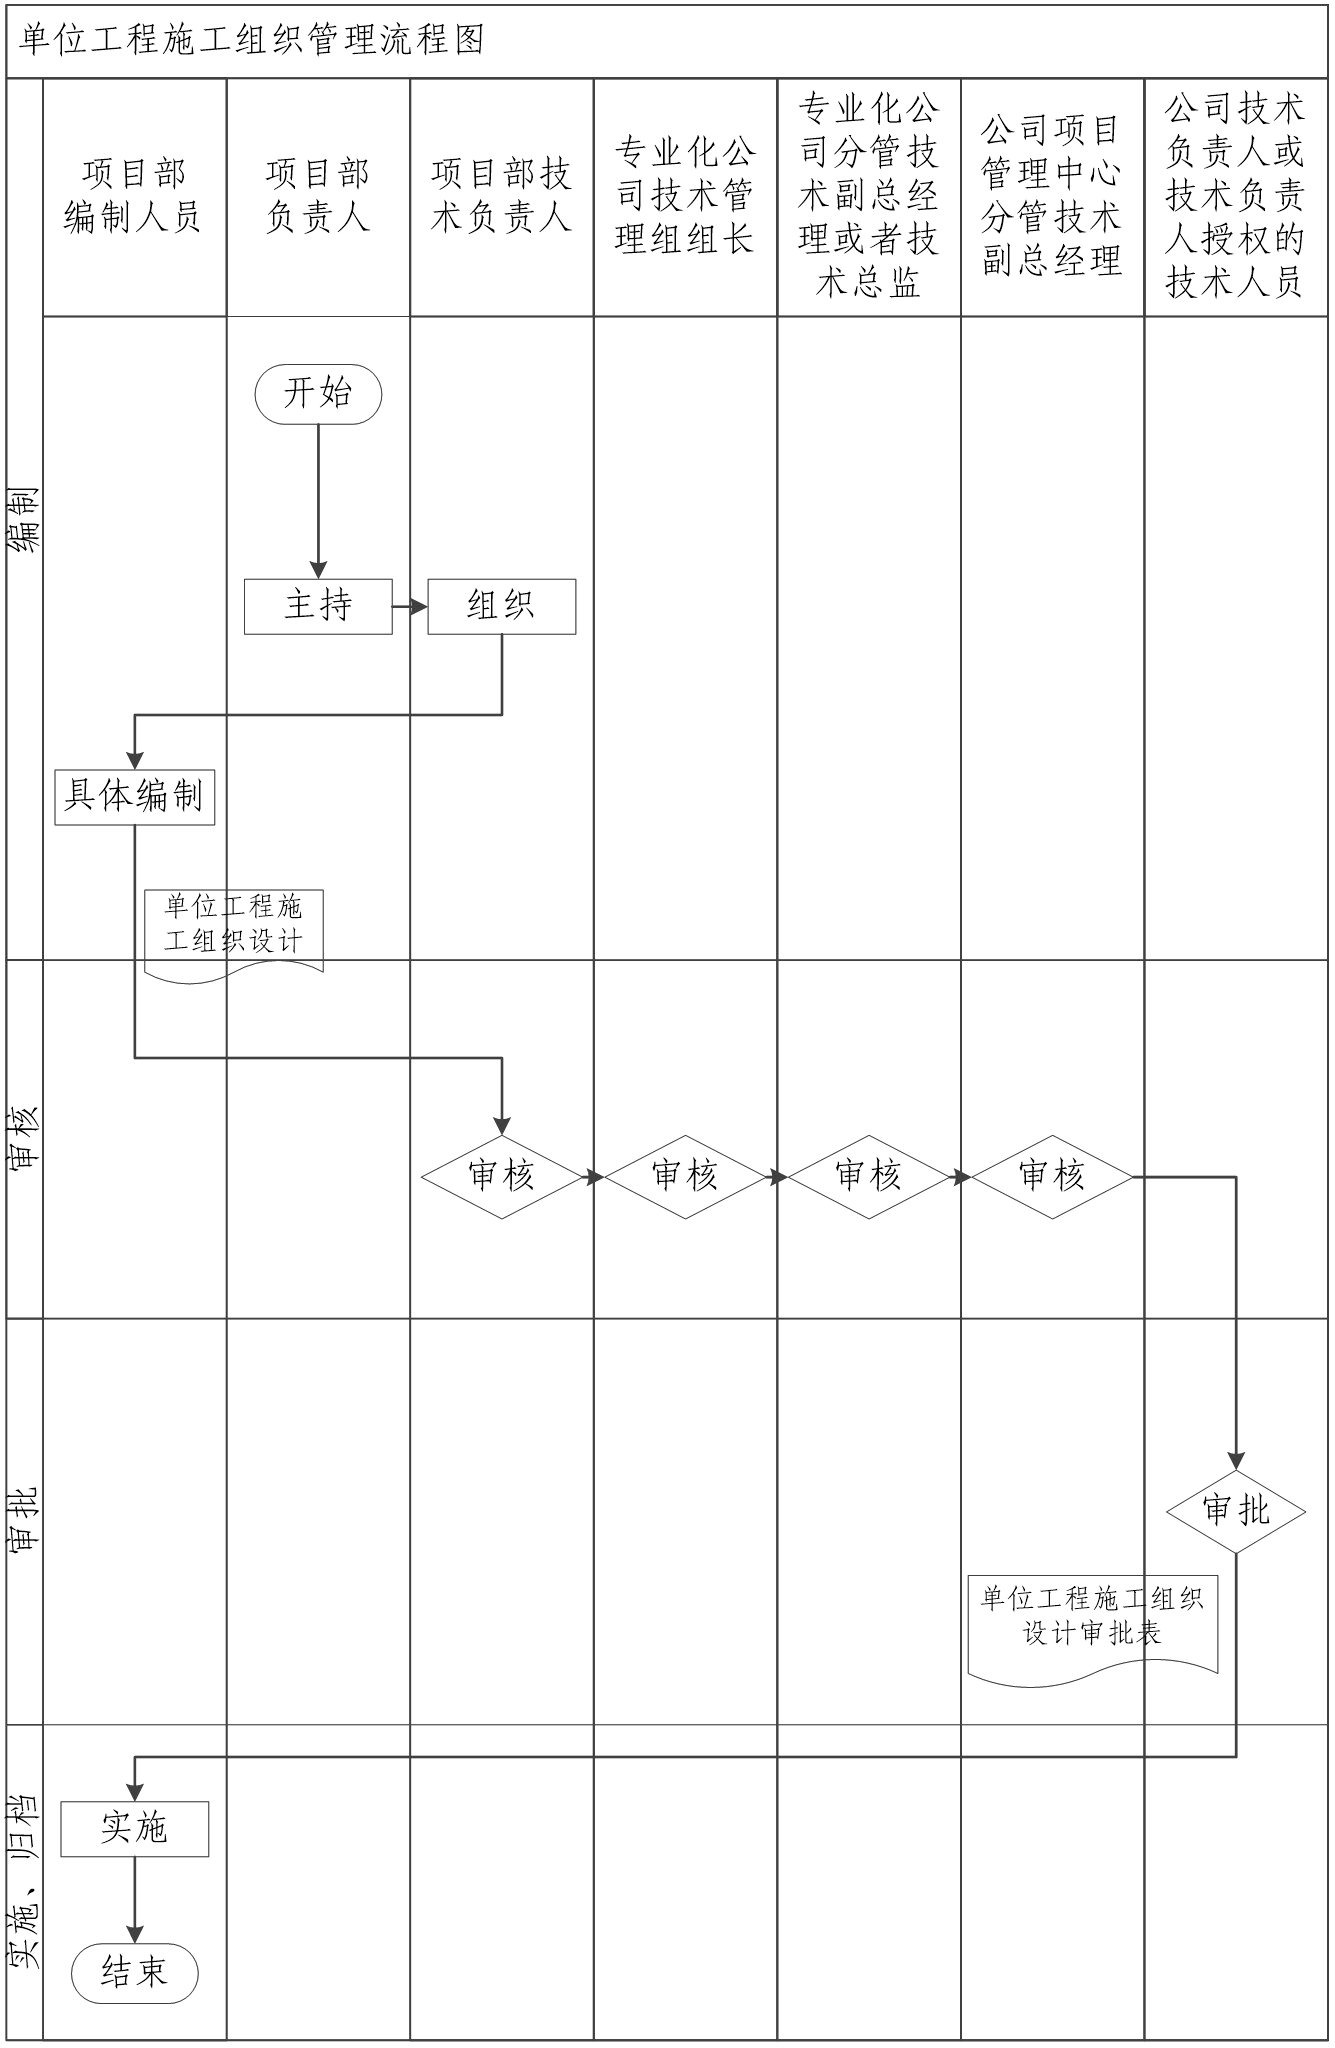 单位工程施工组织管理流程图
项目部
编制人员
项目部
负责人
项目部技
术负责人
专业化公
司技术管
理组组长
专业化公
司分管技
术副总经
理或者技
术总监
公司项目
管理中心
分管技术
副总经理
公司技术
负责人或
技术负责
人授权的
技术人员
编制
开始
主持
组织
具体编制
单位工程施
工组织设计
审核
审核
审核
审核
审核
审批
审批
单位工程施工组织
设计审批表
实施、归档
实施
结束